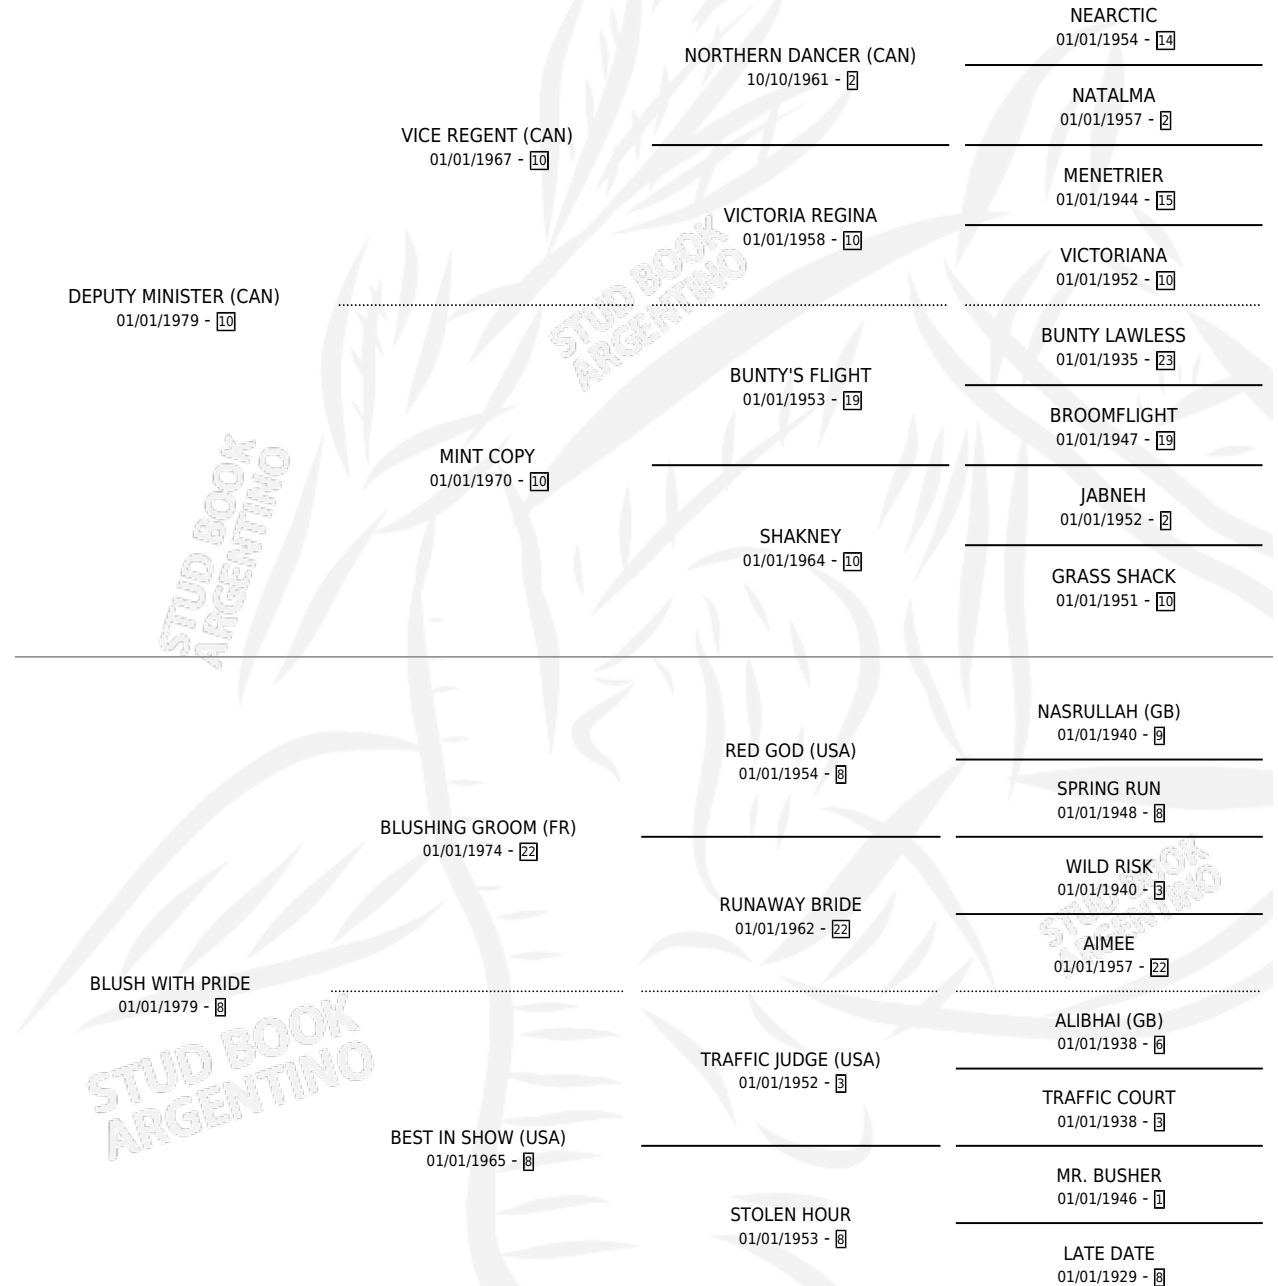 NEARCTIC
01/01/1954 - 14
NORTHERN DANCER (CAN)
10/10/1961 - 2
NATALMA
01/01/1957 - 2
VICE REGENT (CAN)
01/01/1967 - 10
MENETRIER
01/01/1944 - 15
VICTORIA REGINA
01/01/1958 - 10
VICTORIANA
01/01/1952 - 10
DEPUTY MINISTER (CAN)
01/01/1979 - 10
BUNTY LAWLESS
01/01/1935 - 23
BUNTY'S FLIGHT
01/01/1953 - 19
BROOMFLIGHT
01/01/1947 - 19
MINT COPY
01/01/1970 - 10
JABNEH
01/01/1952 - 2
SHAKNEY
01/01/1964 - 10
GRASS SHACK
01/01/1951 - 10
NASRULLAH (GB)
01/01/1940 - 9
RED GOD (USA)
01/01/1954 - 8
SPRING RUN
01/01/1948 - 8
BLUSHING GROOM (FR)
01/01/1974 - 22
WILD RISK
01/01/1940 - 3
RUNAWAY BRIDE
01/01/1962 - 22
AIMEE
01/01/1957 - 22
BLUSH WITH PRIDE
01/01/1979 - 8
ALIBHAI (GB)
01/01/1938 - 6
TRAFFIC JUDGE (USA)
01/01/1952 - 3
TRAFFIC COURT
01/01/1938 - 3
BEST IN SHOW (USA)
01/01/1965 - 8
MR. BUSHER
01/01/1946 - 1
STOLEN HOUR
01/01/1953 - 8
LATE DATE
01/01/1929 - 8
STUD BOOK
ARGENTINO
STUD BOOK
ARGENTINO
STUD BOOK
ARGENTINO
STUD BOOK
ARGENTINO